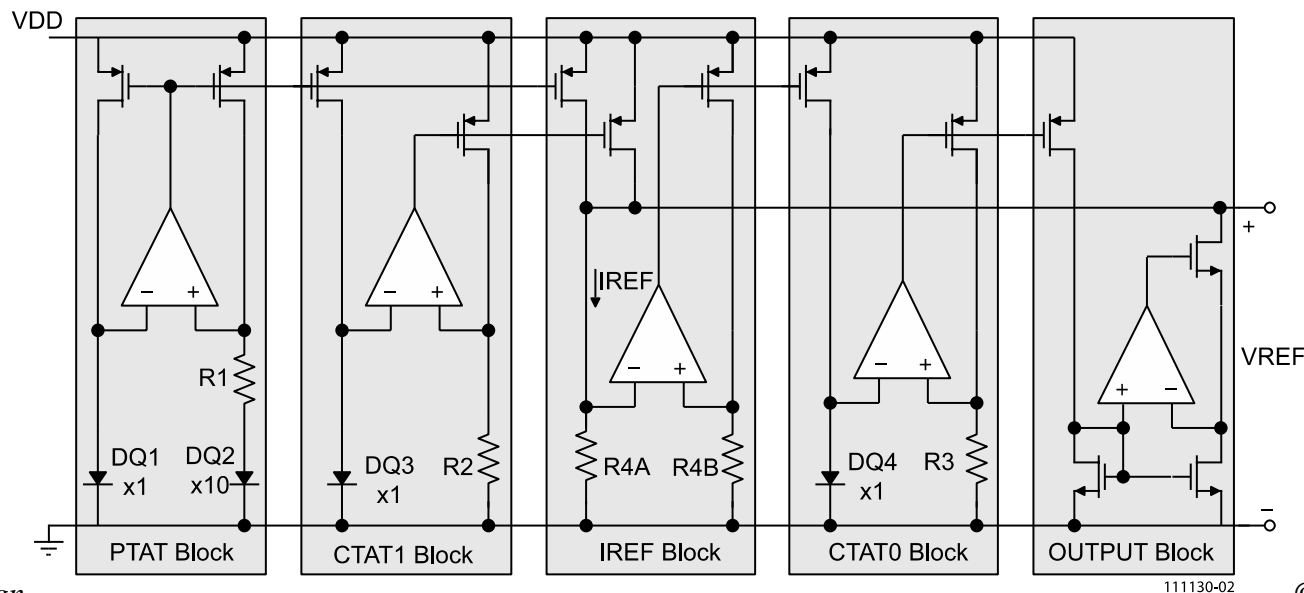 VDD
IREF
R1
VREF
DQ1
x1
DQ2
x10
DQ3
x1
R2
R4A
R4B
DQ4
x1
R3
+
−
− +
− +
− +
− +
+ −
PTAT Block
CTAT1 Block
IREF Block
CTAT0 Block
OUTPUT Block
111130-02